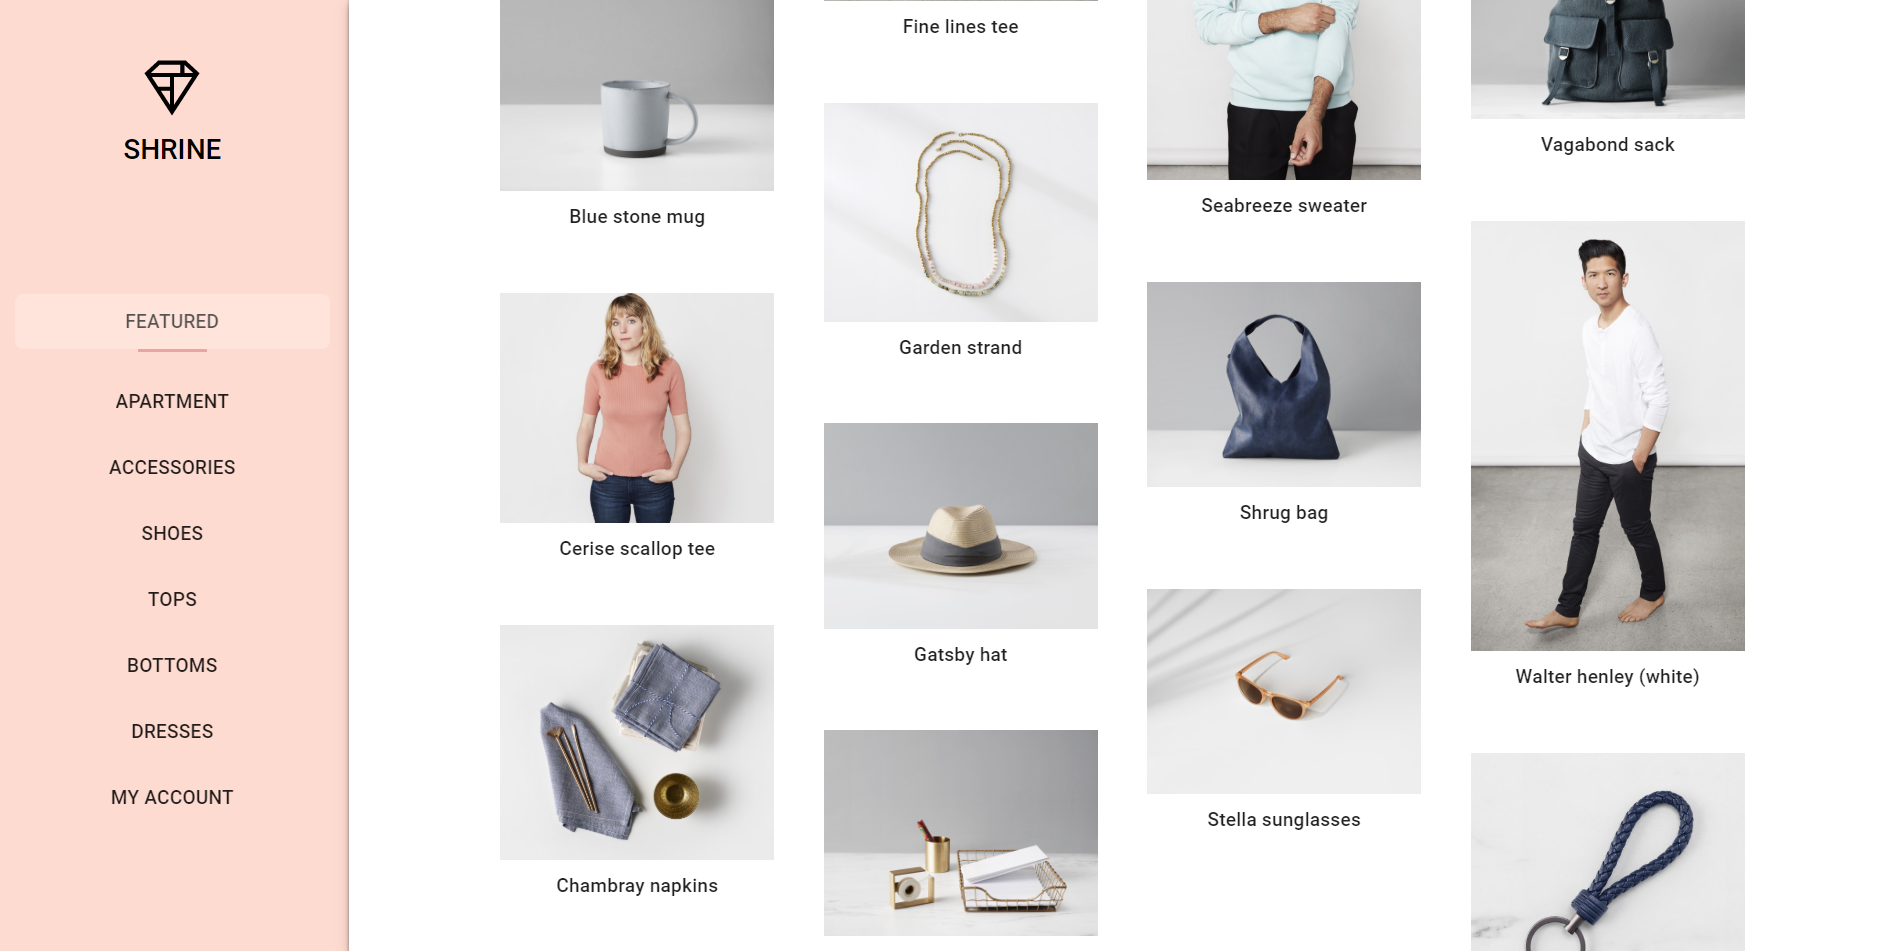 SHRINE
FEATURED
APARTMENT
ACCESSORIES
SHOES
TOPS
BOTTOMS
DRESSES
MY ACCOUNT
Blue stone mug
Cerise scallop tee
Chambray napkins
Fine lines tee
Garden strand
Gatsby hat
Seabreeze sweater
Shrug bag
Stella sunglasses
Vagabond sack
Walter henley (white)